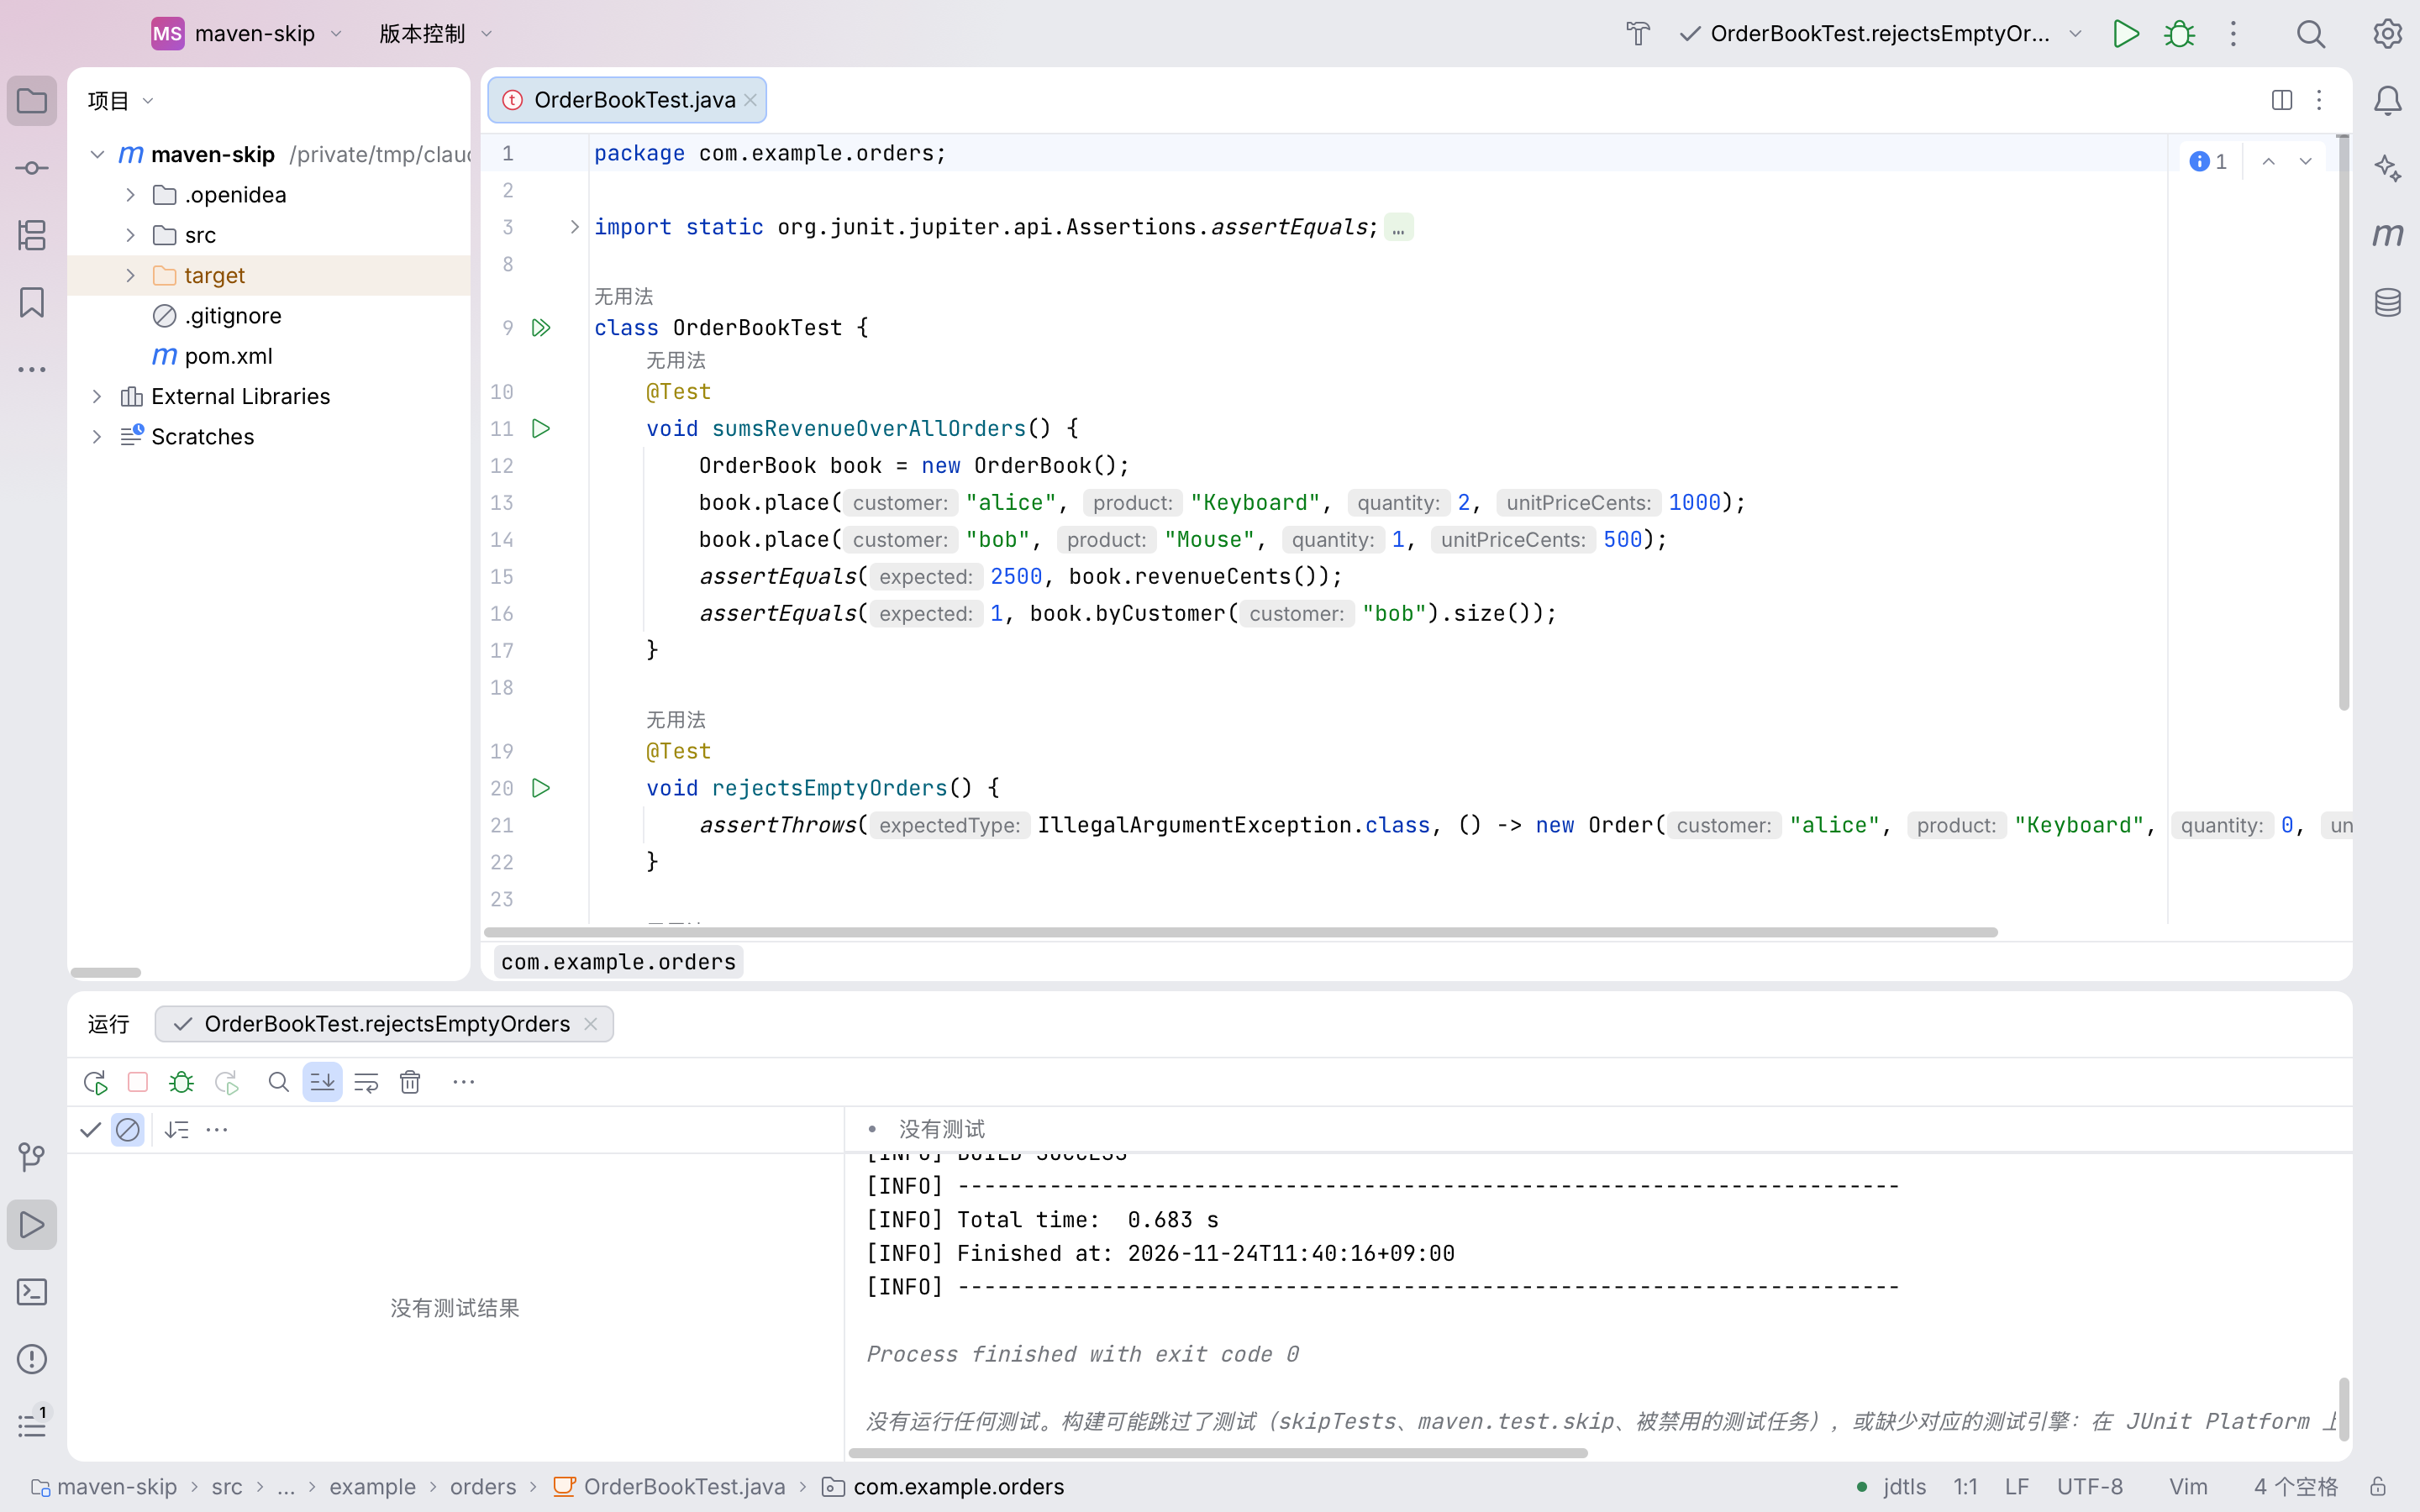 MS maven-skip 版本控制 OrderBookTest.rejectsEmptyOr...
项目
maven-skip /private/tmp/clau
.openidea
src
target
.gitignore
pom.xml
External Libraries
Scratches
OrderBookTest.java
1
1 package com.example.orders;
2
3 import static org.junit.jupiter.api.Assertions.assertEquals;...
8
无用法
9 class OrderBookTest {
无用法
10 @Test
11 void sumsRevenueOverAllOrders() {
12 OrderBook book = new OrderBook();
13 book.place( customer: "alice", product: "Keyboard", quantity: 2, unitPriceCents: 1000);
14 book.place( customer: "bob", product: "Mouse", quantity: 1, unitPriceCents: 500);
15 assertEquals( expected: 2500, book.revenueCents());
16 assertEquals( expected: 1, book.byCustomer( customer: "bob").size());
17 }
18
无用法
19 @Test
20 void rejectsEmptyOrders() {
21 assertThrows( expectedType: IllegalArgumentException.class, () -> new Order( customer: "alice", product: "Keyboard", quantity: 0, un
22 }
23
com.example.orders
运行 OrderBookTest.rejectsEmptyOrders
没有测试
没有测试结果
[INFO] BUILD SUCCESS
[INFO] ------------------------------------------------------------------------
[INFO] Total time:  0.683 s
[INFO] Finished at: 2026-11-24T11:40:16+09:00
[INFO] ------------------------------------------------------------------------
Process finished with exit code 0
没有运行任何测试。构建可能跳过了测试（skipTests、maven.test.skip、被禁用的测试任务），或缺少对应的测试引擎：在 JUnit Platform 上
1
maven-skip > src > ... > example > orders > OrderBookTest.java > com.example.orders
jdtls 1:1 LF UTF-8 Vim 4 个空格